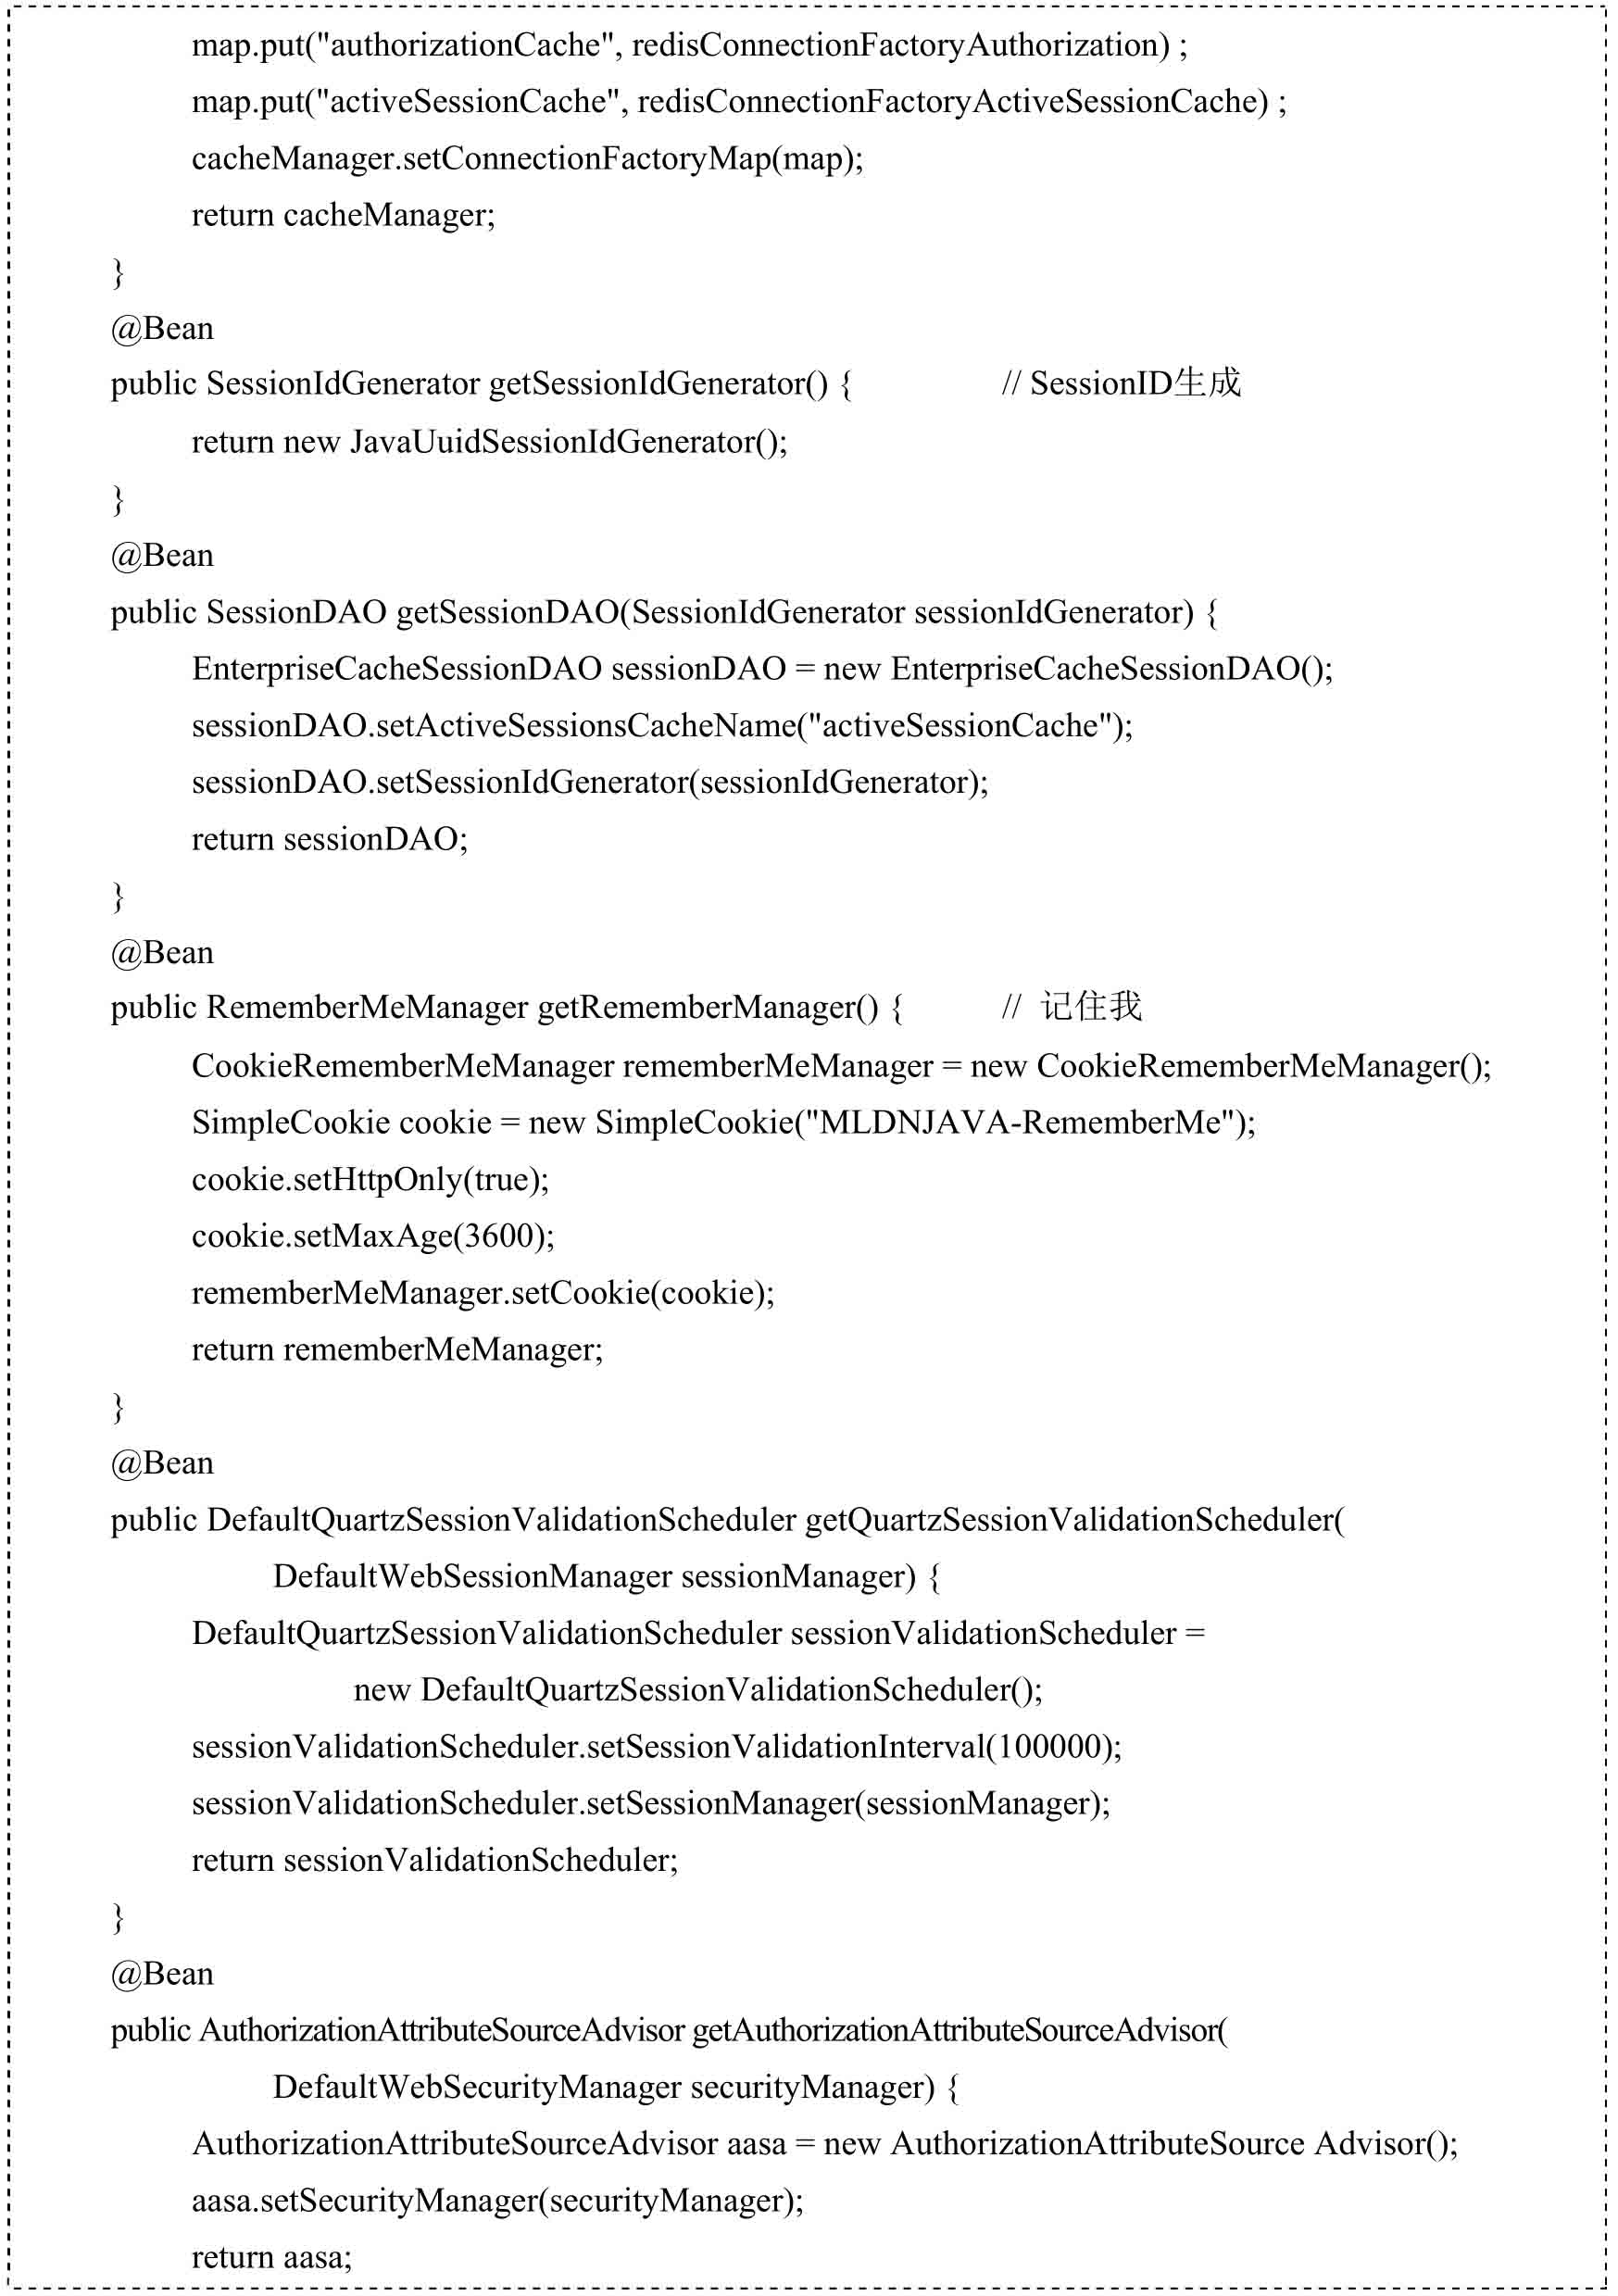 map.put("authorizationCache", redisConnectionFactoryAuthorization) ;
map.put("activeSessionCache", redisConnectionFactoryActiveSessionCache) ;
cacheManager.setConnectionFactoryMap(map);
return cacheManager;
}
@Bean
public SessionIdGenerator getSessionIdGenerator() { // SessionID生成
return new JavaUuidSessionIdGenerator();
}
@Bean
public SessionDAO getSessionDAO(SessionIdGenerator sessionIdGenerator) {
EnterpriseCacheSessionDAO sessionDAO = new EnterpriseCacheSessionDAO();
sessionDAO.setActiveSessionsCacheName("activeSessionCache");
sessionDAO.setSessionIdGenerator(sessionIdGenerator);
return sessionDAO;
}
@Bean
public RememberMeManager getRememberManager() { // 记住我
CookieRememberMeManager rememberMeManager = new CookieRememberMeManager();
SimpleCookie cookie = new SimpleCookie("MLDNJAVA-RememberMe");
cookie.setHttpOnly(true);
cookie.setMaxAge(3600);
rememberMeManager.setCookie(cookie);
return rememberMeManager;
}
@Bean
public DefaultQuartzSessionValidationScheduler getQuartzSessionValidationScheduler(
DefaultWebSessionManager sessionManager) {
DefaultQuartzSessionValidationScheduler sessionValidationScheduler =
new DefaultQuartzSessionValidationScheduler();
sessionValidationScheduler.setSessionValidationInterval(100000);
sessionValidationScheduler.setSessionManager(sessionManager);
return sessionValidationScheduler;
}
@Bean
public AuthorizationAttributeSourceAdvisor getAuthorizationAttributeSourceAdvisor(
DefaultWebSecurityManager securityManager) {
AuthorizationAttributeSourceAdvisor aasa = new AuthorizationAttributeSource Advisor();
aasa.setSecurityManager(securityManager);
return aasa;